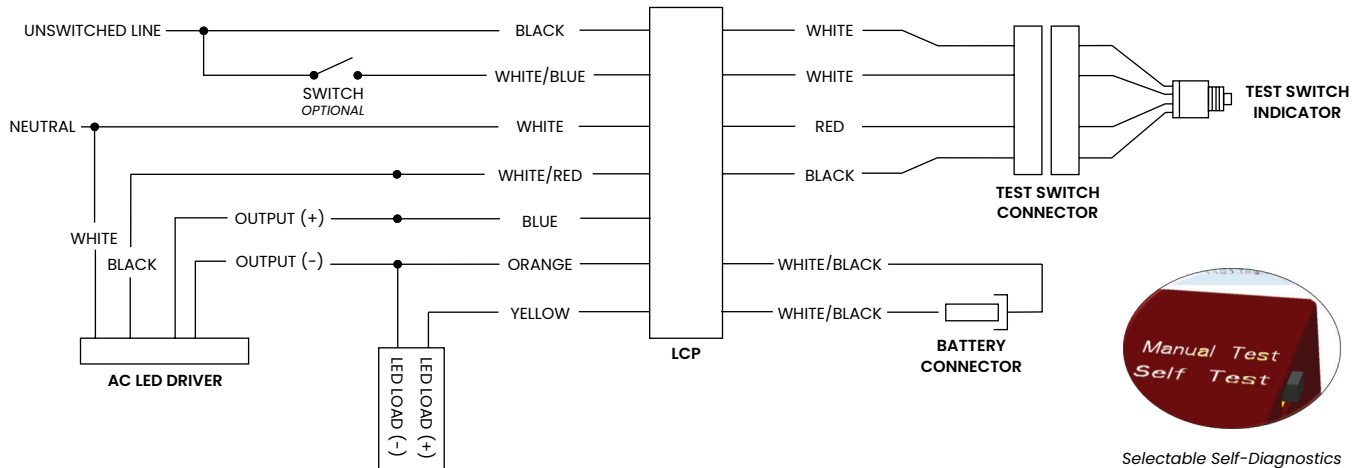 UNSWITCHED LINE
BLACK
WHITE
WHITE/BLUE
WHITE
SWITCH
OPTIONAL
TEST SWITCH
INDICATOR
NEUTRAL
WHITE
RED
WHITE/RED
BLACK
TEST SWITCH
CONNECTOR
OUTPUT (+)
BLUE
WHITE
BLACK
OUTPUT (-)
ORANGE
WHITE/BLACK
YELLOW
WHITE/BLACK
LCP
BATTERY
CONNECTOR
AC LED DRIVER
LED LOAD (-)
LED LOAD (+)
Manual Test
Self Test
Selectable Self-Diagnostics